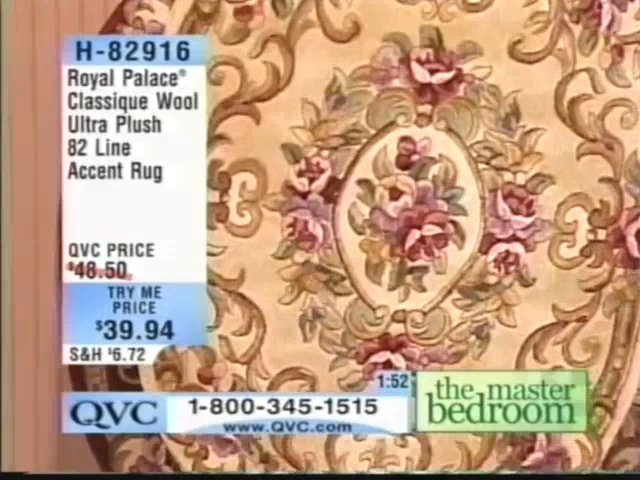 H-82916
Royal Palace®
Classique Wool
Ultra Plush
82 Line
Accent Rug
QVC PRICE
$48.50
TRY ME
PRICE
$39.94
S&H $6.72
1:52
QVC
1-800-345-1515
www.QVC.com
the master
bedroom